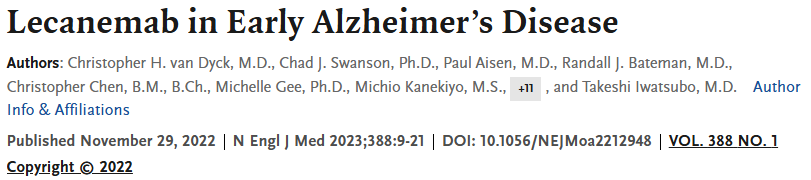 Lecanemab in Early Alzheimer’s Disease
Authors: Christopher H. van Dyck, M.D., Chad J. Swanson, Ph.D., Paul Aisen, M.D., Randall J. Bateman, M.D.,
Christopher Chen, B.M., B.Ch., Michelle Gee, Ph.D., Michio Kanekiyo, M.S., +11 , and Takeshi Iwatsubo, M.D. Author
Info & Affiliations
Published November 29, 2022 | N Engl J Med 2023;388:9-21 | DOI: 10.1056/NEJMoa2212948 | VOL. 388 NO. 1
Copyright © 2022